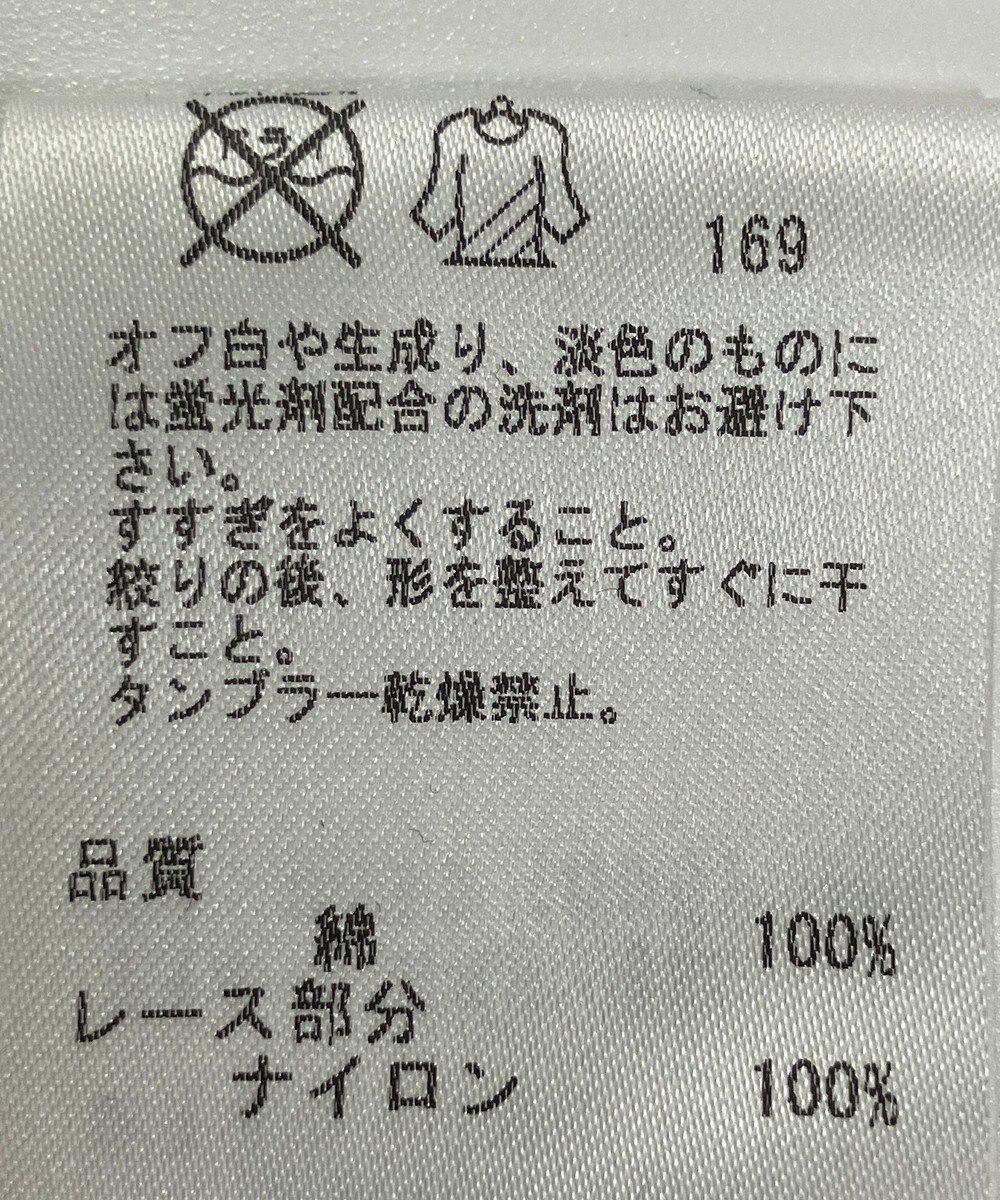 ドライ
169
オフ白や生成り、淡色のものに
は蛍光剤配合の洗剤はお避け下
さい。
すすぎをよくすること。
絞りの後、形を整えてすぐに干
すこと。
タンブラー乾燥禁止。
品質
綿 100%
レース部分
ナイロン 100%